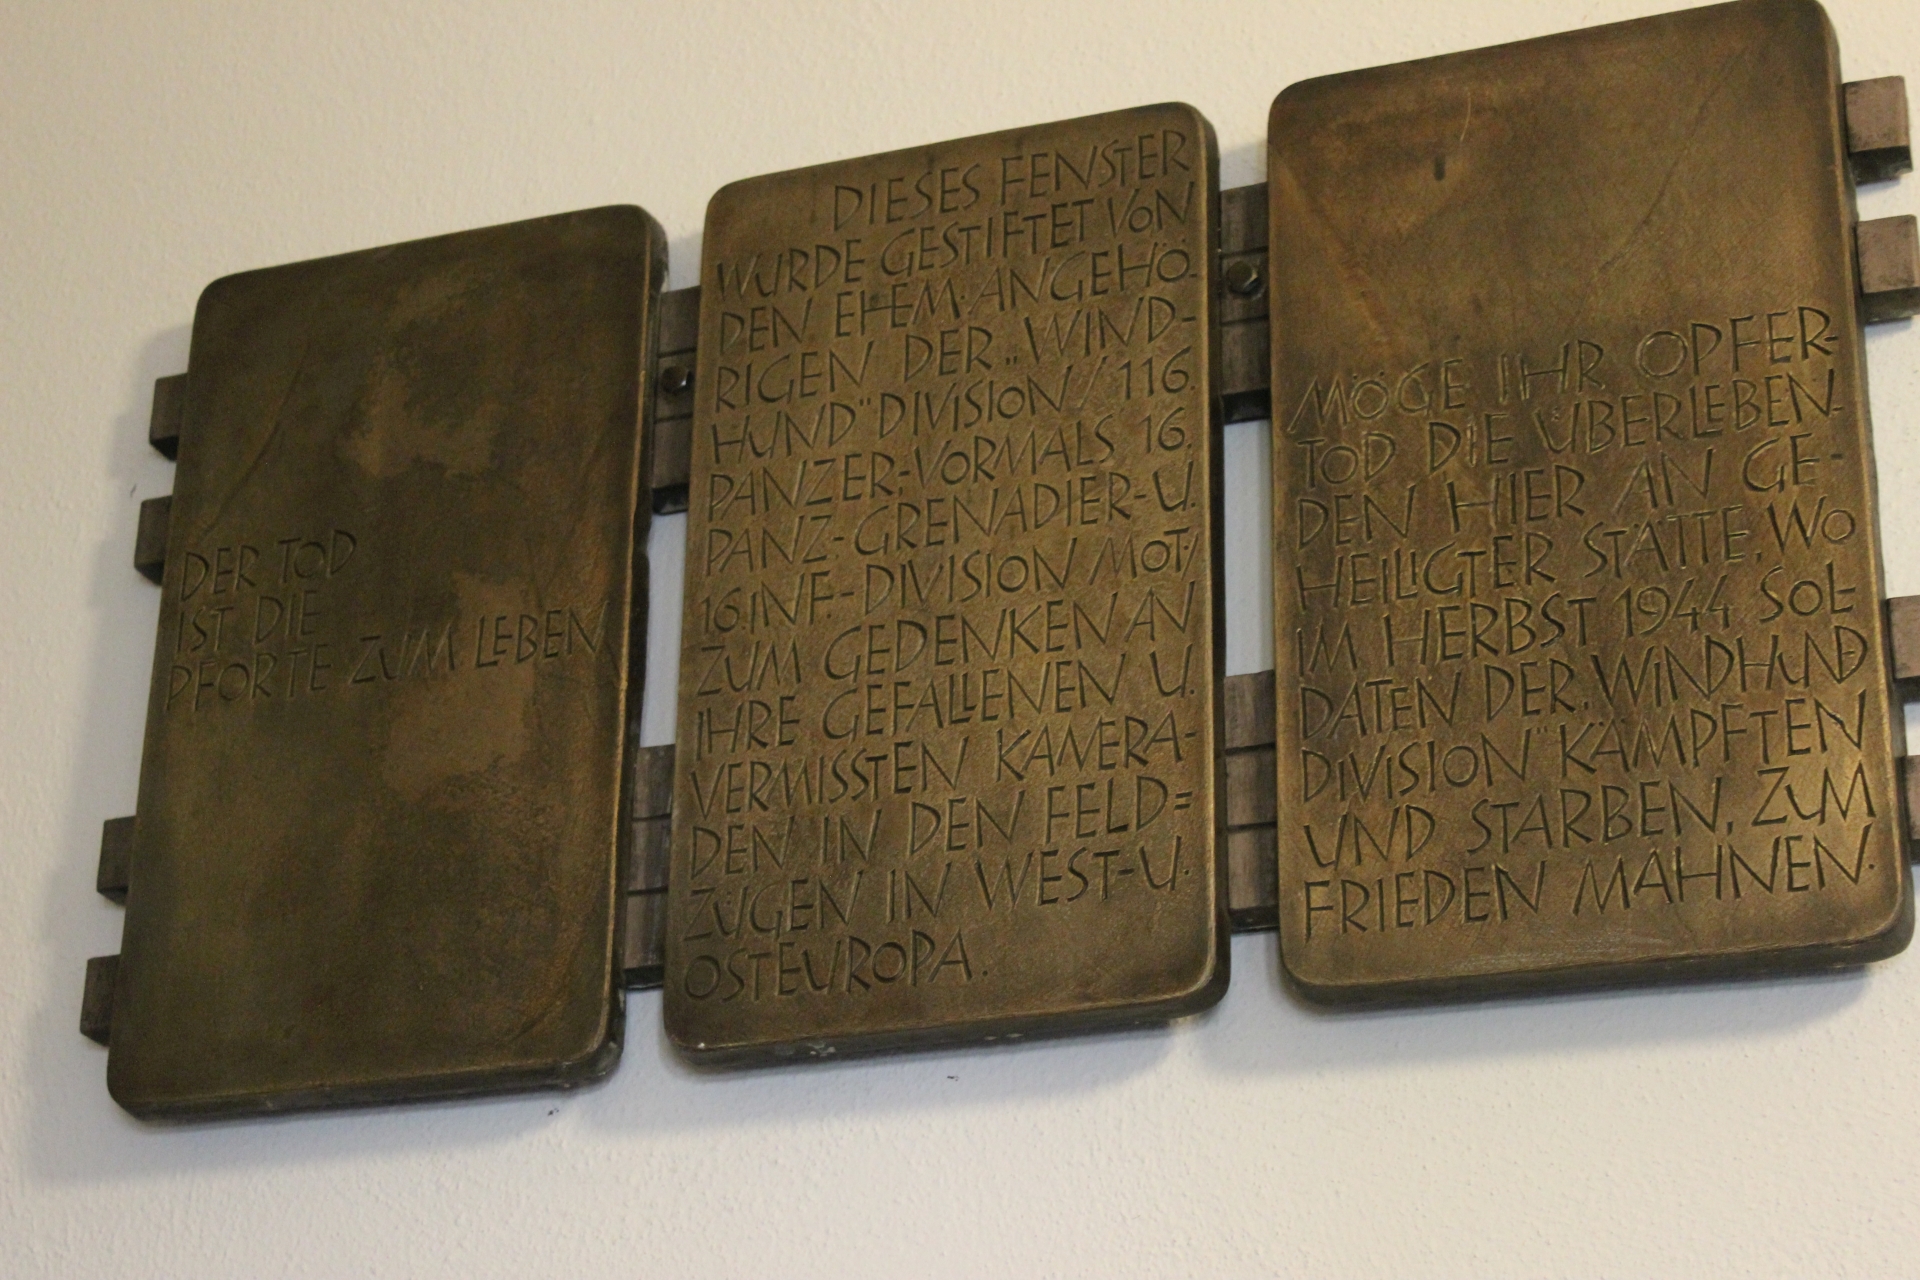 DER TOD
IST DIE
PFORTE ZUM LEBEN
DIESES FENSTER
WURDE GESTIFTET VON
DEN EHEM. ANGEHÖ-
RIGEN DER „WIND-
HUND" DIVISION / 116.
PANZER-, VORMALS 16.
PANZ.-GRENADIER- U.
16. INF.-DIVISION MOT/
ZUM GEDENKEN AN
IHRE GEFALLENEN U.
VERMISSTEN KAMERA-
DEN IN DEN FELD=
ZÜGEN IN WEST- U.
OSTEUROPA.
MÖGE IHR OPFER-
TOD DIE ÜBERLEBEN-
DEN HIER AN GE-
HEILIGTER STÄTTE, WO
IM HERBST 1944 SOL-
DATEN DER „WINDHUND
DIVISION" KÄMPFTEN
UND STARBEN, ZUM
FRIEDEN MAHNEN.